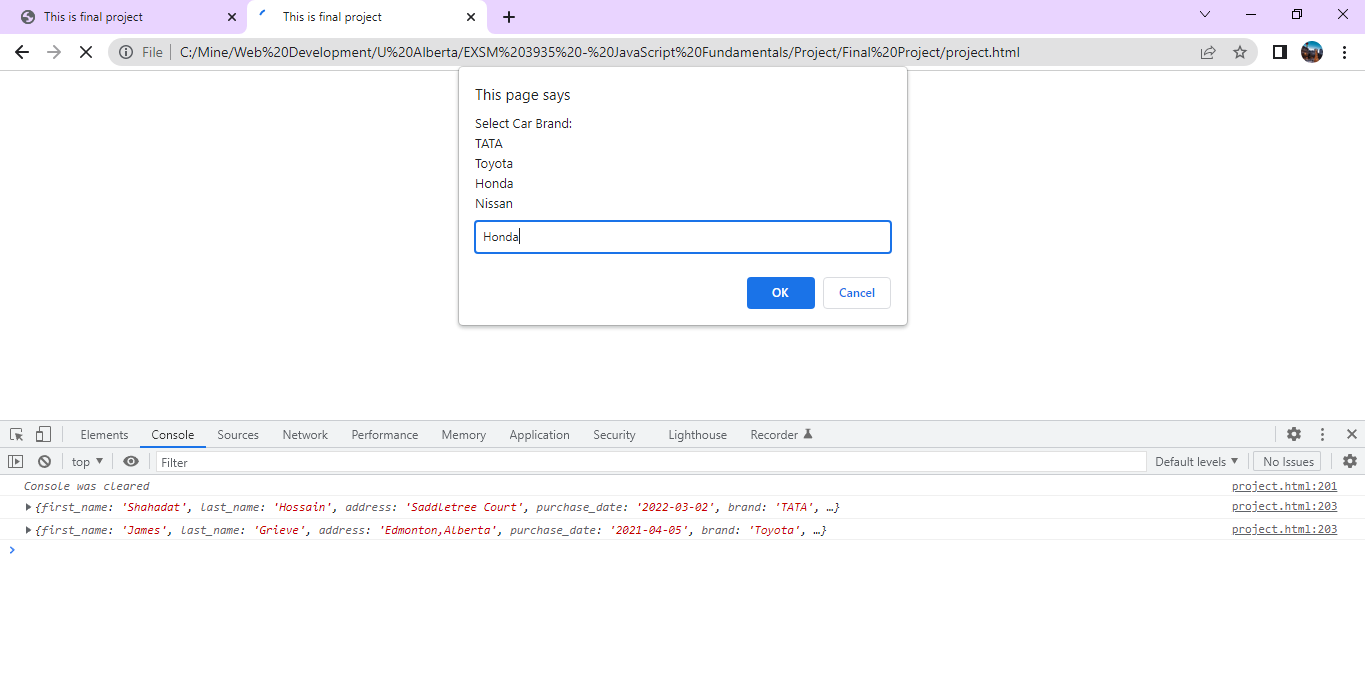 This is final project
This is final project
File C:/Mine/Web%20Development/U%20Alberta/EXSM%203935%20-%20JavaScript%20Fundamentals/Project/Final%20Project/project.html
This page says
Select Car Brand:
TATA
Toyota
Honda
Nissan
Honda
OK Cancel
Elements Console Sources Network Performance Memory Application Security Lighthouse Recorder
top Filter Default levels No Issues
Console was cleared project.html:201
{first_name: 'Shahadat', last_name: 'Hossain', address: 'Saddletree Court', purchase_date: '2022-03-02', brand: 'TATA', …} project.html:203
{first_name: 'James', last_name: 'Grieve', address: 'Edmonton,Alberta', purchase_date: '2021-04-05', brand: 'Toyota', …} project.html:203